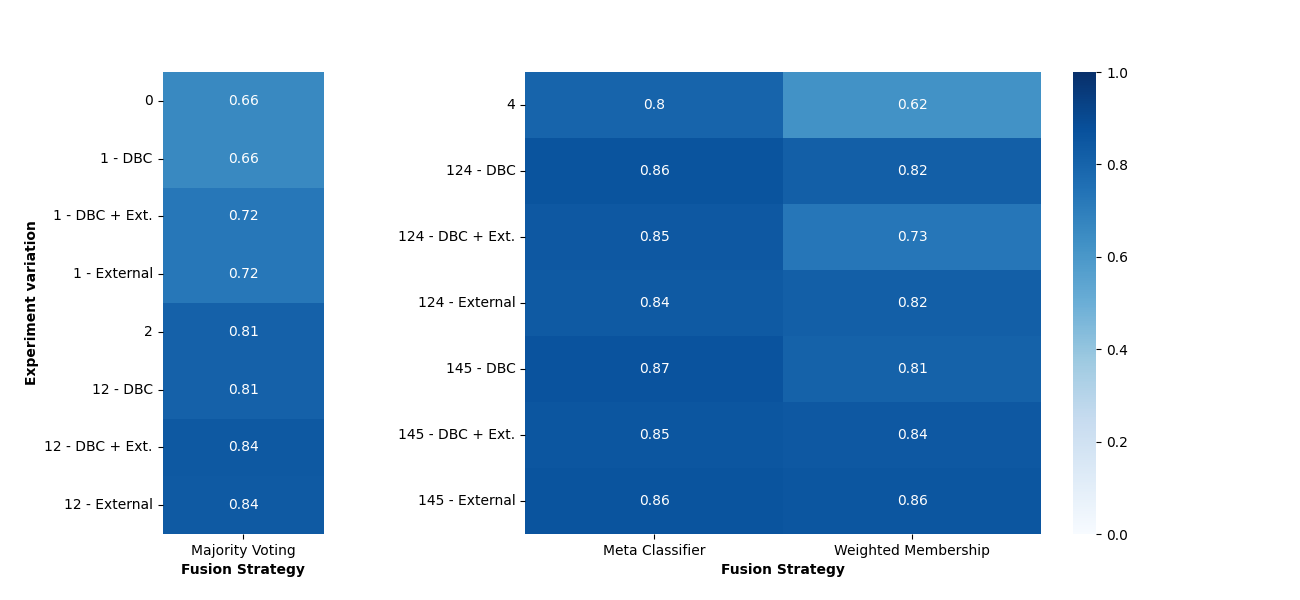 Experiment variation
0 0.66
1 - DBC 0.66
1 - DBC + Ext. 0.72
1 - External 0.72
2 0.81
12 - DBC 0.81
12 - DBC + Ext. 0.84
12 - External 0.84
Majority Voting
Fusion Strategy
4 0.8 0.62
124 - DBC 0.86 0.82
124 - DBC + Ext. 0.85 0.73
124 - External 0.84 0.82
145 - DBC 0.87 0.81
145 - DBC + Ext. 0.85 0.84
145 - External 0.86 0.86
Meta Classifier Weighted Membership
Fusion Strategy
1.0
0.8
0.6
0.4
0.2
0.0